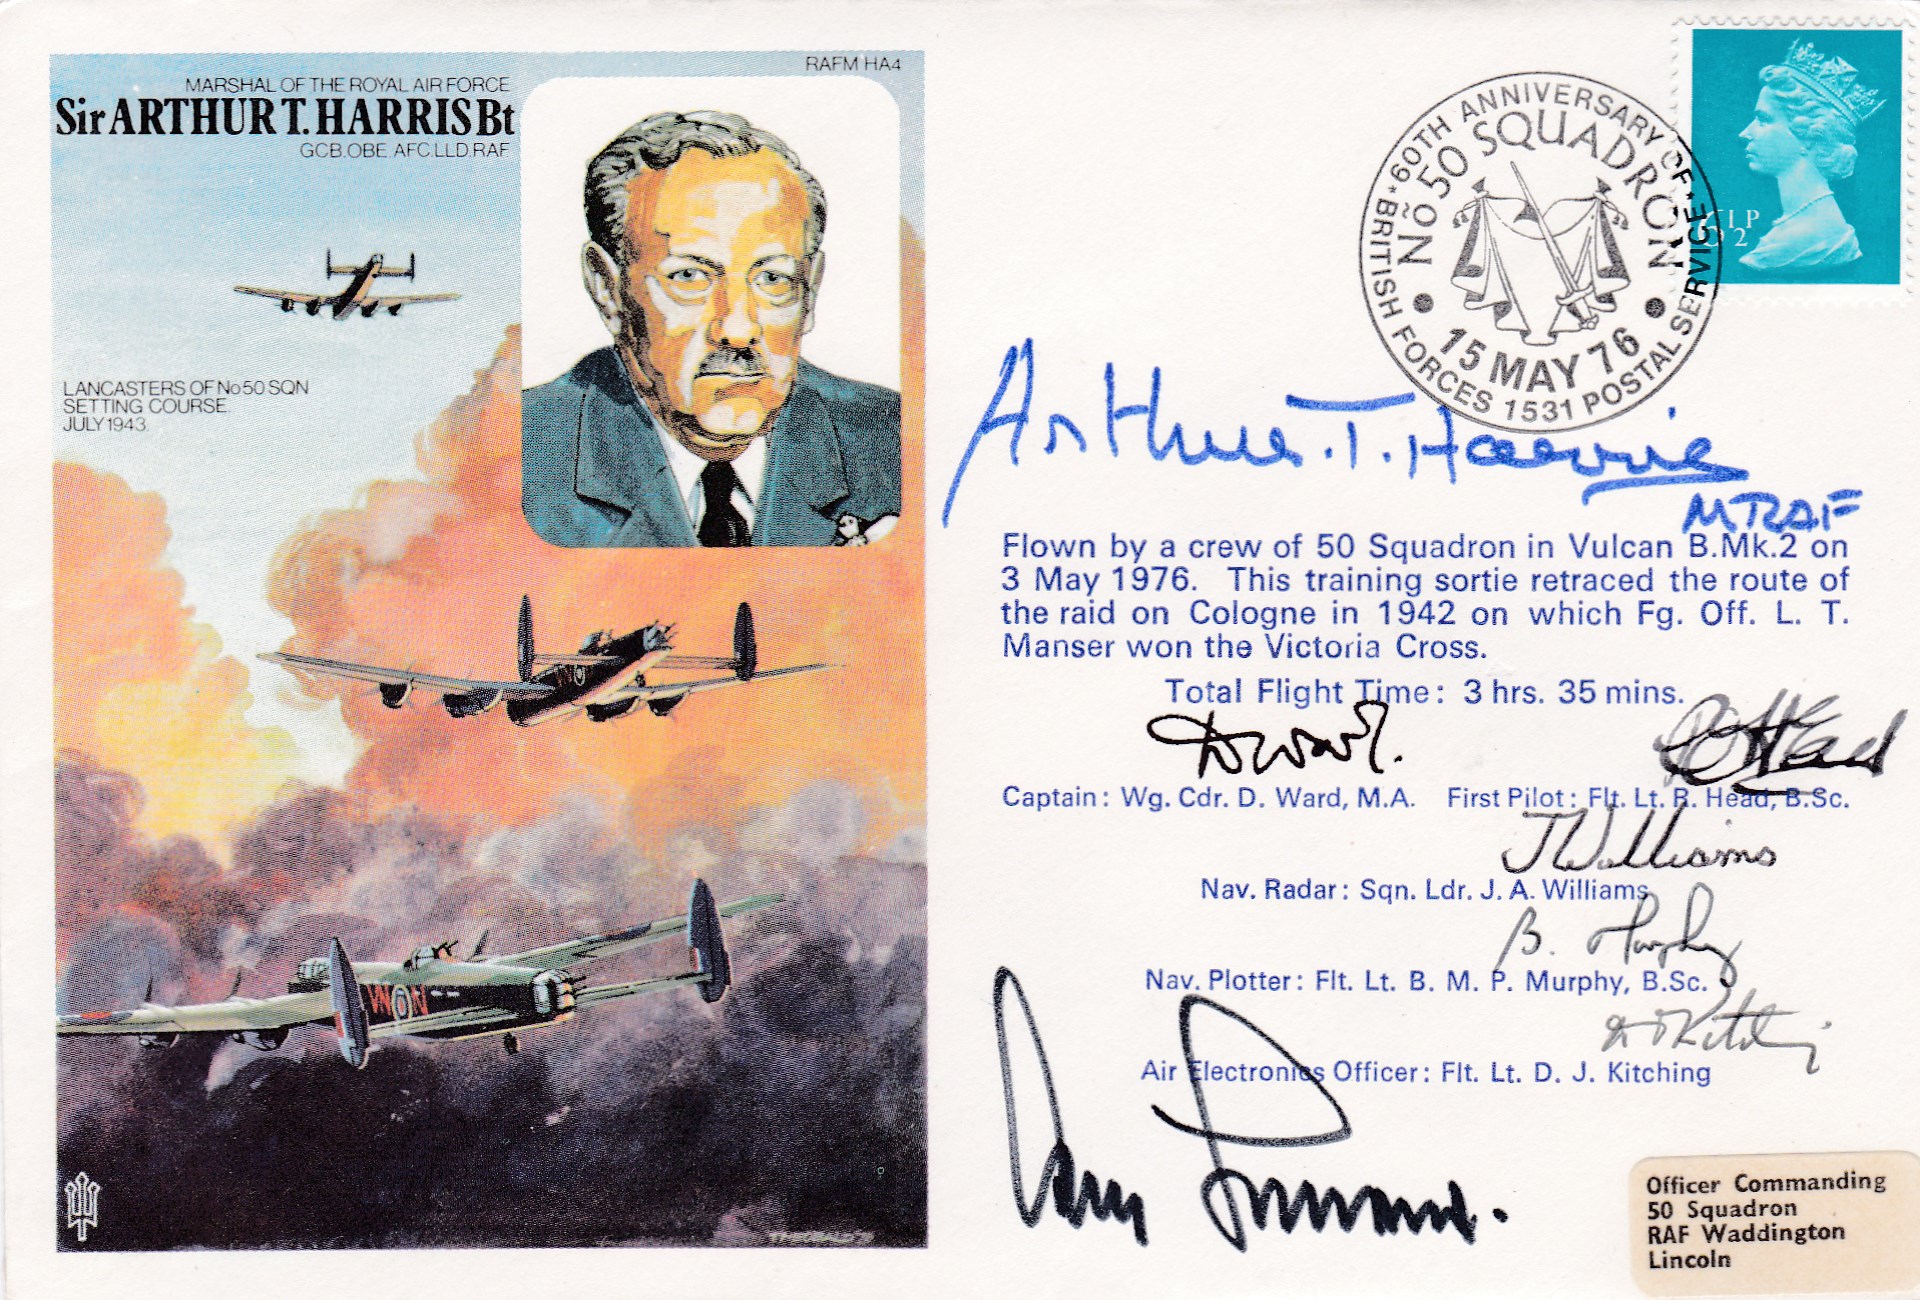 RAFM HA4
MARSHAL OF THE ROYAL AIR FORCE
Sir ARTHUR T. HARRIS Bt
GCB.OBE.AFC.LLD.RAF
LANCASTERS OF No50 SQN
SETTING COURSE.
JULY 1943.
VN N
60TH ANNIVERSARY OF
No 50 SQUADRON
15 MAY 76
BRITISH FORCES 1531 POSTAL SERVICE
Arthur T. Harris
MRAF
Flown by a crew of 50 Squadron in Vulcan B.Mk.2 on
3 May 1976. This training sortie retraced the route of
the raid on Cologne in 1942 on which Fg. Off. L. T.
Manser won the Victoria Cross.
Total Flight Time: 3 hrs. 35 mins.
D Ward.
R Head
Captain: Wg. Cdr. D. Ward, M.A. First Pilot: Flt. Lt. R. Head, B.Sc.
J Williams
Nav. Radar: Sqn. Ldr. J. A. Williams
B. Murphy
Nav. Plotter: Flt. Lt. B. M. P. Murphy, B.Sc.
D J Kitching
Air Electronics Officer: Flt. Lt. D. J. Kitching
Officer Commanding
50 Squadron
RAF Waddington
Lincoln